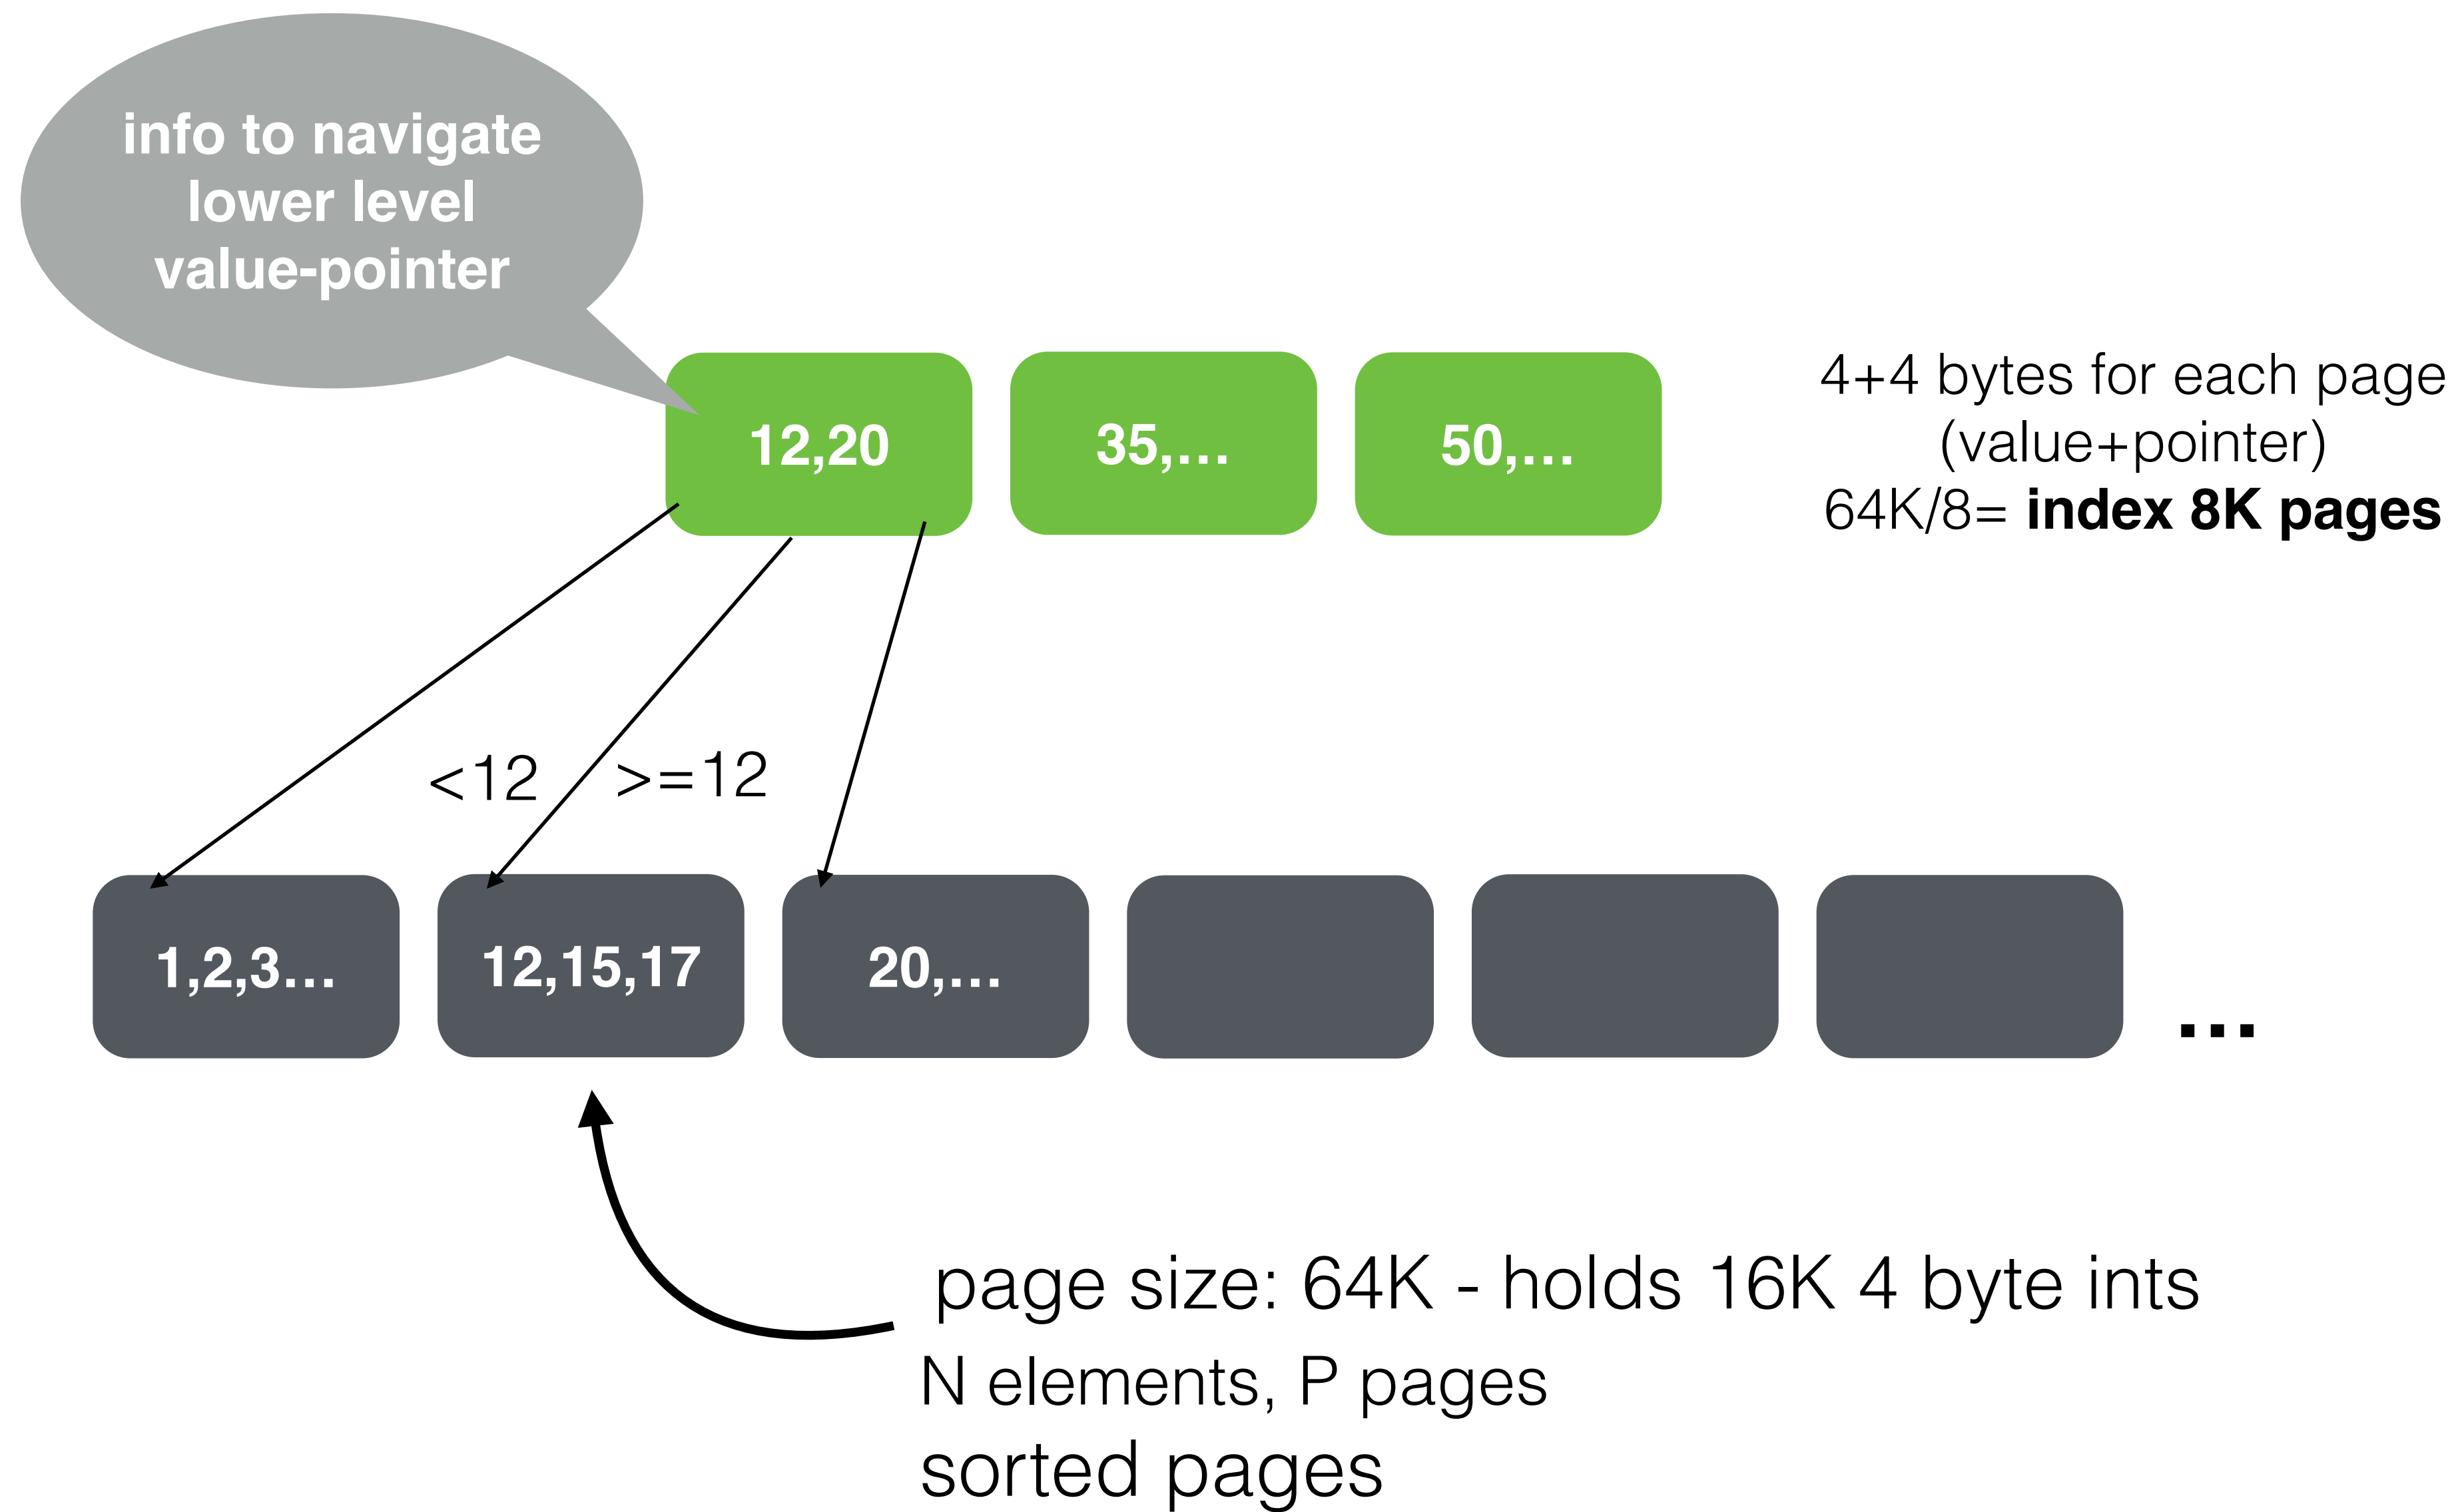 info to navigate
lower level
value-pointer
12,20
35,...
50,...
4+4 bytes for each page
(value+pointer)
64K/8= index 8K pages
<12
>=12
1,2,3...
12,15,17
20,...
...
page size: 64K - holds 16K 4 byte ints
N elements, P pages
sorted pages